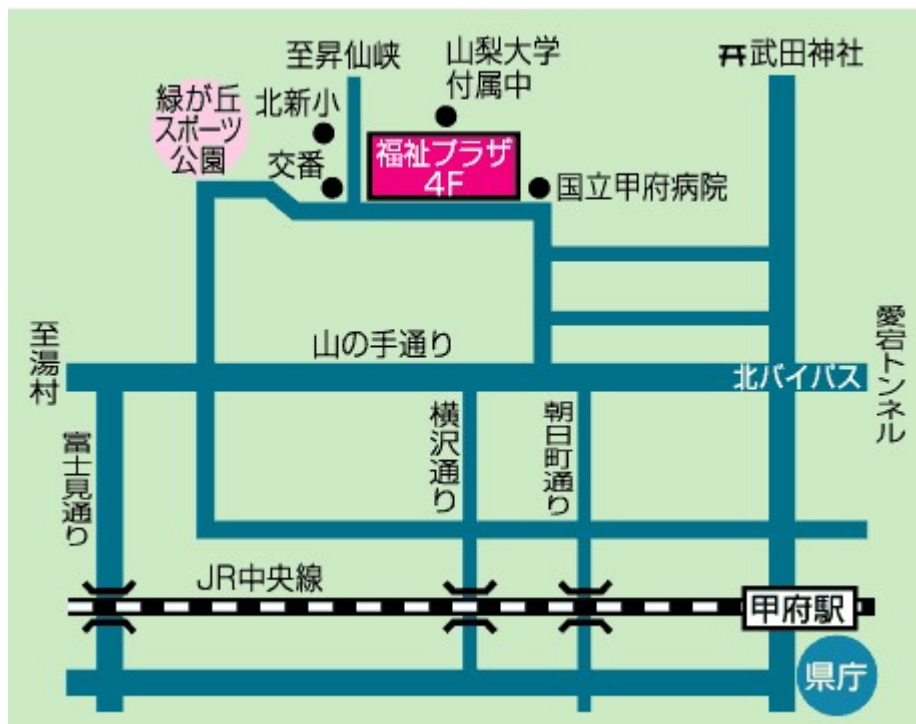 至昇仙峡
山梨大学
付属中
武田神社
緑が丘
スポーツ
公園
北新小
交番
福祉プラザ
4F
国立甲府病院
至湯村
山の手通り
北バイパス
愛宕トンネル
富士見通り
横沢通り
朝日町通り
JR中央線
甲府駅
県庁